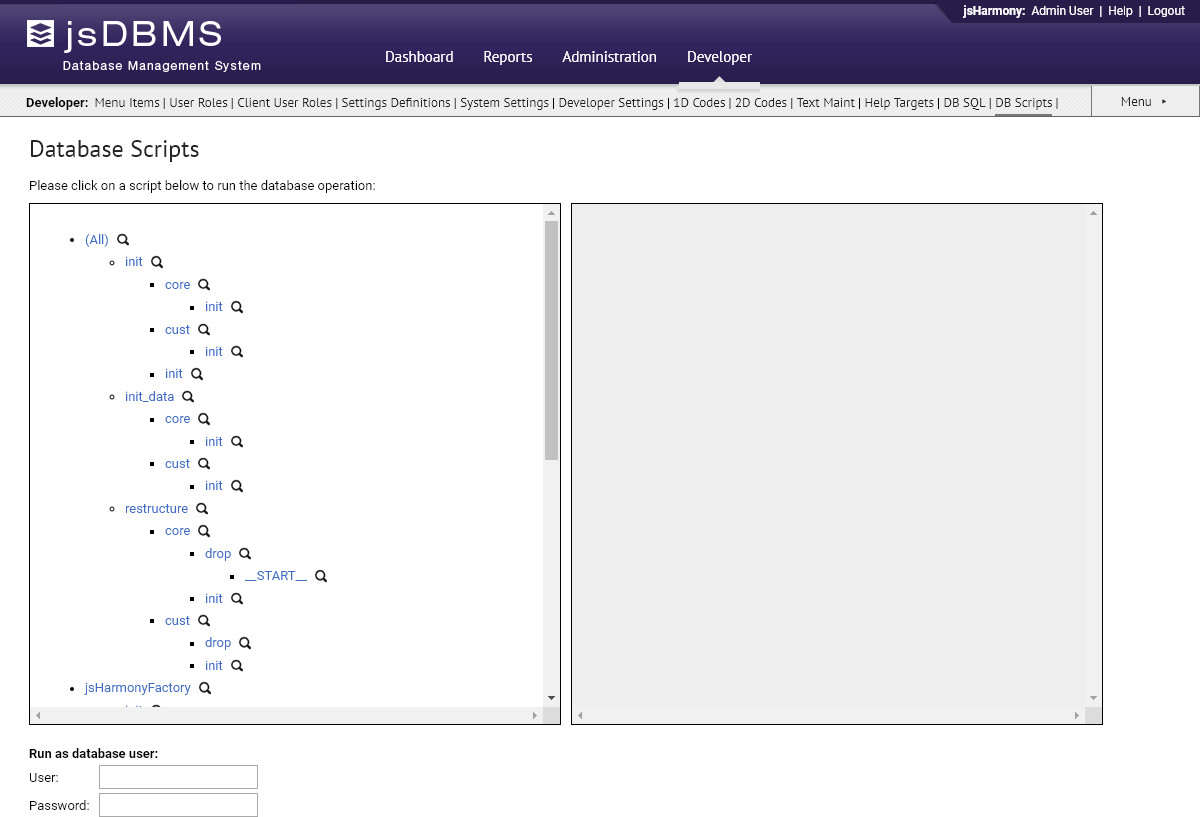 jsHarmony: Admin User | Help | Logout
jsDBMS
Database Management System
Dashboard Reports Administration Developer
Developer: Menu Items | User Roles | Client User Roles | Settings Definitions | System Settings | Developer Settings | 1D Codes | 2D Codes | Text Maint | Help Targets | DB SQL | DB Scripts |
Menu
Database Scripts
Please click on a script below to run the database operation:
(All)
init
core
init
cust
init
init
init_data
core
init
cust
init
restructure
core
drop
__START__
init
cust
drop
init
jsHarmonyFactory
Run as database user:
User:
Password: